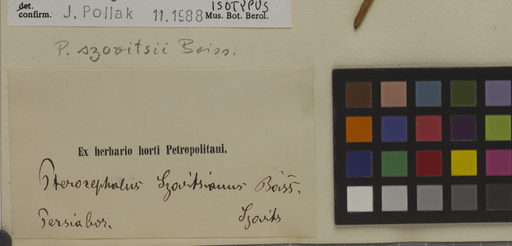 ISOTYPUS
det.
confirm. J. Pollak 11.1988 Mus. Bot. Berol.
P. szovitsii Boiss.
Ex herbario horti Petropolitani.
Pterocephalus Szovitsianus Boiss.
Persia bor. Szovits